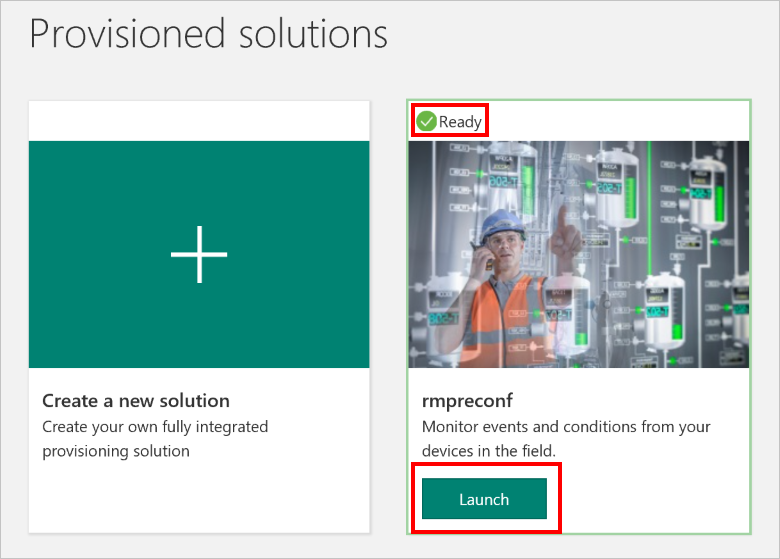 Provisioned solutions
Ready
Create a new solution
Create your own fully integrated
provisioning solution
rmpreconf
Monitor events and conditions from your
devices in the field.
Launch